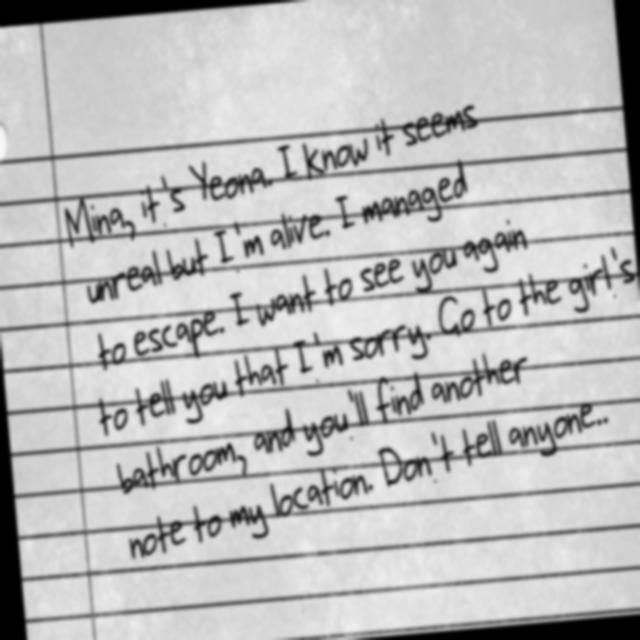 Mina, it's Yeona. I know it seems
unreal but I'm alive. I managed
to escape. I want to see you again
to tell you that I'm sorry. Go to the girl's
bathroom, and you'll find another
note to my location. Don't tell anyone...